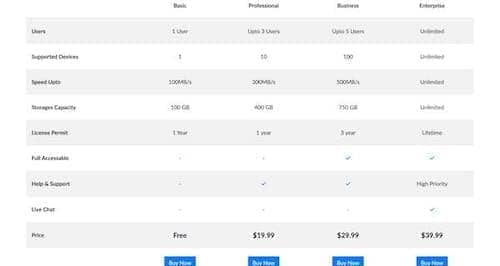 Basic Professional Business Enterprise
Users 1 User Upto 3 Users Upto 5 Users Unlimited
Supported Devices 1 10 100 Unlimited
Speed Upto 100MB/s 300MB/s 500MB/s Unlimited
Storages Capacity 100 GB 400 GB 750 GB Unlimited
License Permit 1 Year 1 year 3 year Lifetime
Full Accessable - - ✓ ✓
Help & Support - ✓ ✓ High Priority
Live Chat - - - ✓
Price Free $19.99 $29.99 $39.99
Buy Now Buy Now Buy Now Buy Now